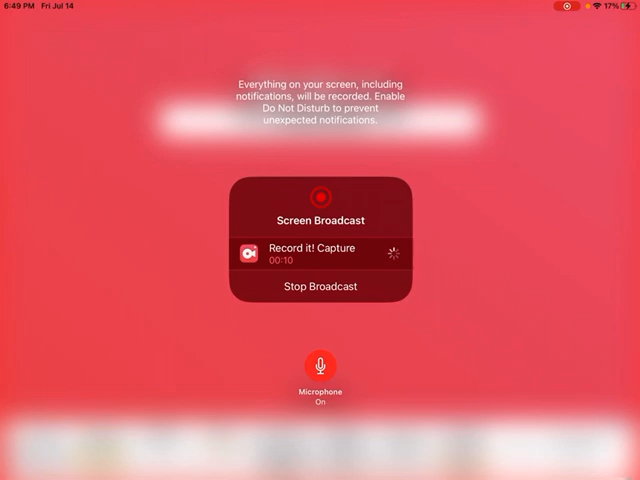 6:49 PM Fri Jul 14
17%
Everything on your screen, including
notifications, will be recorded. Enable
Do Not Disturb to prevent
unexpected notifications.
Screen Broadcast
Record it! Capture
00:10
Stop Broadcast
Microphone
On